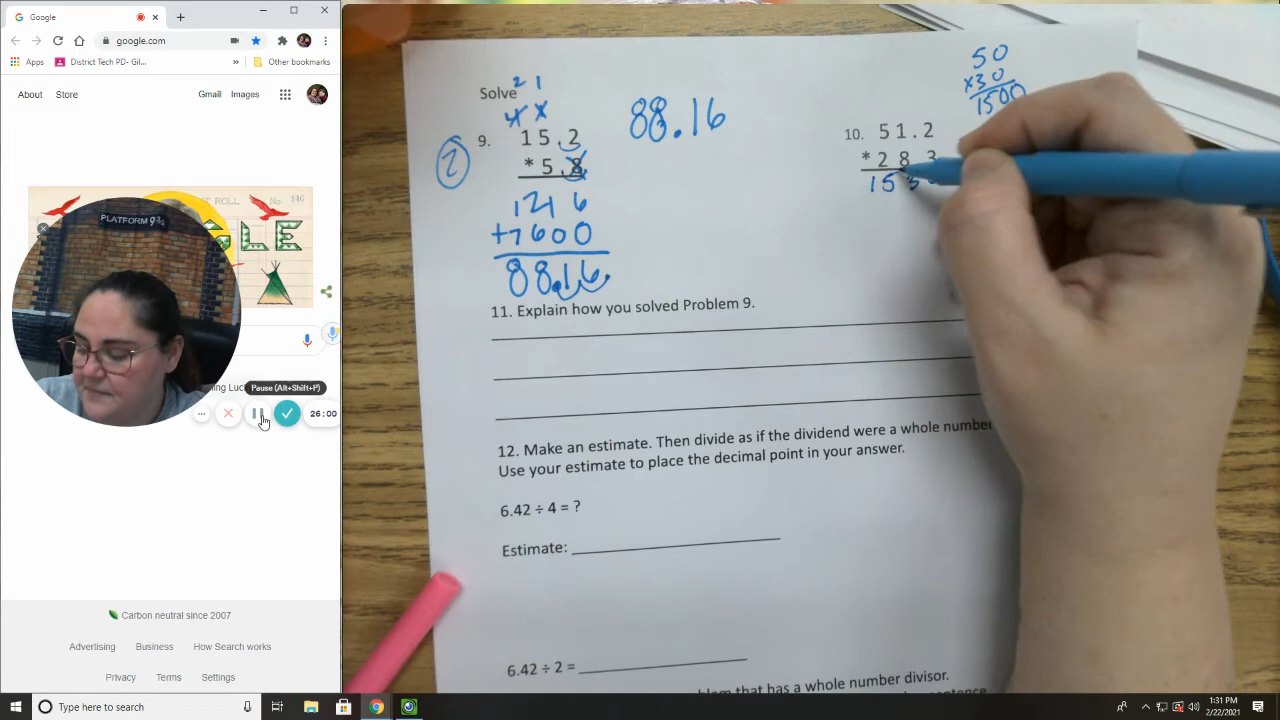 Google
google.com
Apps
District Tech PD- Gil...
Other bookmarks
About
Store
Gmail
Images
PLATFORM 9¾
No. 146
LE
Pause (Alt+Shift+P)
26:00
Carbon neutral since 2007
Advertising
Business
How Search works
Privacy
Terms
Settings
Type here to search
1:31 PM
2/22/2021
Solve
2 1
9. 15.2
* 5.8
1216
+7600
88.16
88.16
2
50
x30
1500
10. 51.2
* 28 3
15
11. Explain how you solved Problem 9.
12. Make an estimate. Then divide as if the dividend were a whole number
Use your estimate to place the decimal point in your answer.
6.42 ÷ 4 = ?
Estimate:
6.42 ÷ 2 =
that has a whole number divisor.